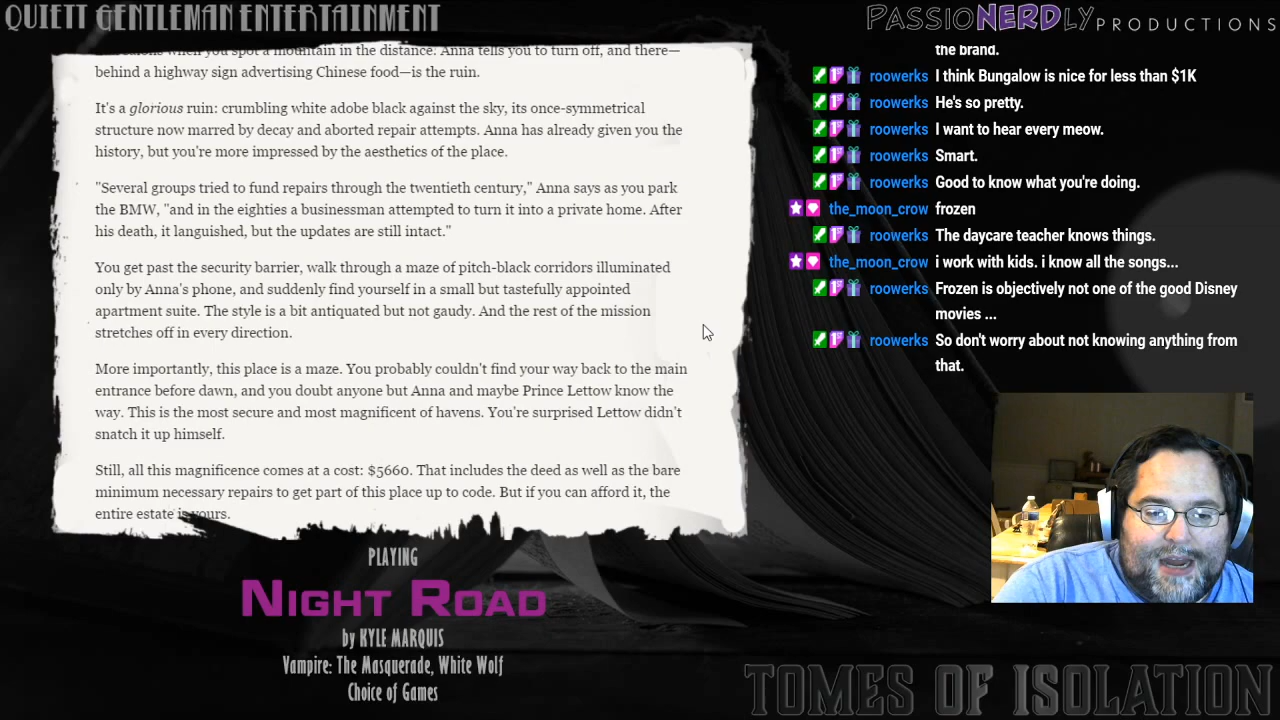 QUIETT GENTLEMAN ENTERTAINMENT
PASSIONERDLY PRODUCTIONS
when you spot a mountain in the distance. Anna tells you to turn off, and there—
behind a highway sign advertising Chinese food—is the ruin.
It's a glorious ruin: crumbling white adobe black against the sky, its once-symmetrical
structure now marred by decay and aborted repair attempts. Anna has already given you the
history, but you're more impressed by the aesthetics of the place.
"Several groups tried to fund repairs through the twentieth century," Anna says as you park
the BMW, "and in the eighties a businessman attempted to turn it into a private home. After
his death, it languished, but the updates are still intact."
You get past the security barrier, walk through a maze of pitch-black corridors illuminated
only by Anna's phone, and suddenly find yourself in a small but tastefully appointed
apartment suite. The style is a bit antiquated but not gaudy. And the rest of the mission
stretches off in every direction.
More importantly, this place is a maze. You probably couldn't find your way back to the main
entrance before dawn, and you doubt anyone but Anna and maybe Prince Lettow know the
way. This is the most secure and most magnificent of havens. You're surprised Lettow didn't
snatch it up himself.
Still, all this magnificence comes at a cost: $5660. That includes the deed as well as the bare
minimum necessary repairs to get part of this place up to code. But if you can afford it, the
entire estate is yours.
the brand.
roowerks I think Bungalow is nice for less than $1K
roowerks He's so pretty.
roowerks I want to hear every meow.
roowerks Smart.
roowerks Good to know what you're doing.
the_moon_crow frozen
roowerks The daycare teacher knows things.
the_moon_crow i work with kids. i know all the songs...
roowerks Frozen is objectively not one of the good Disney
movies ...
roowerks So don't worry about not knowing anything from
that.
PLAYING
NIGHT ROAD
by KYLE MARQUIS
Vampire: The Masquerade, White Wolf
Choice of Games
TOMES OF ISOLATION